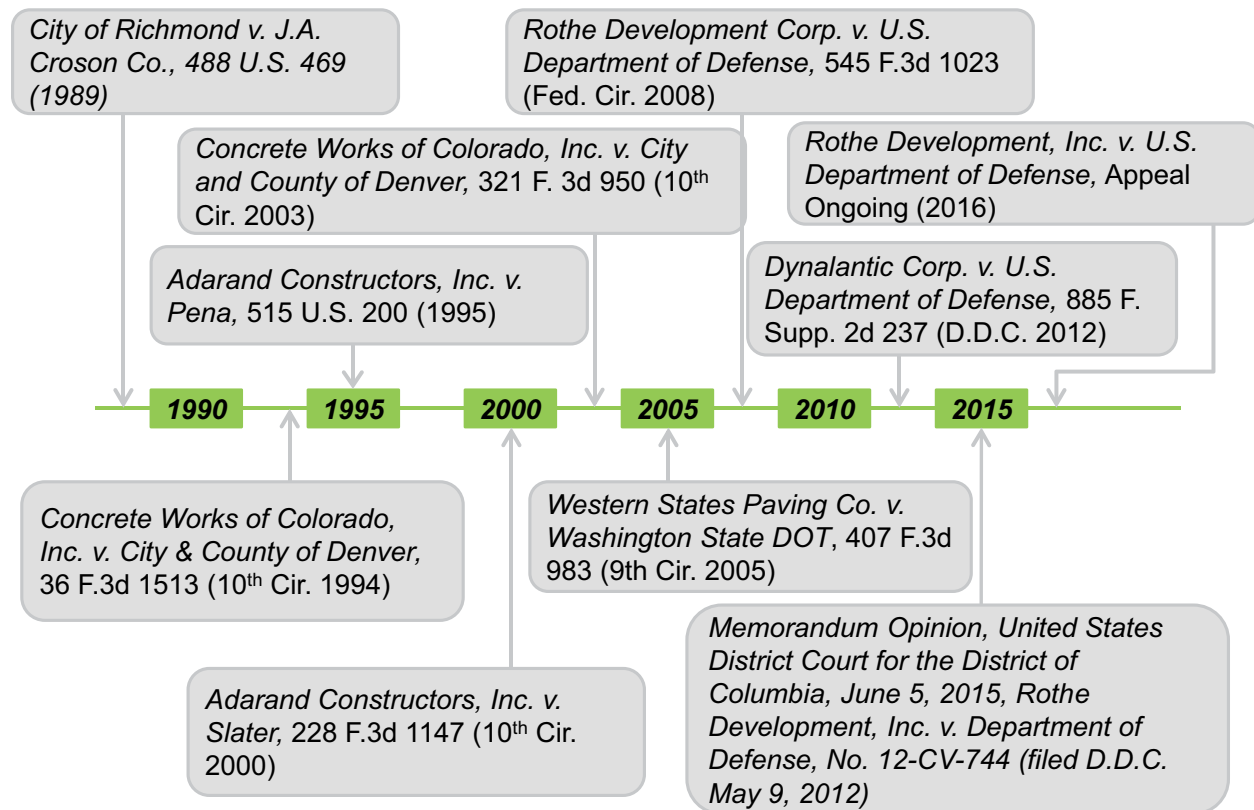 City of Richmond v. J.A.
Croson Co., 488 U.S. 469
(1989)
Rothe Development Corp. v. U.S.
Department of Defense, 545 F.3d 1023
(Fed. Cir. 2008)
Concrete Works of Colorado, Inc. v. City
and County of Denver, 321 F. 3d 950 (10th
Cir. 2003)
Rothe Development, Inc. v. U.S.
Department of Defense, Appeal
Ongoing (2016)
Adarand Constructors, Inc. v.
Pena, 515 U.S. 200 (1995)
Dynalantic Corp. v. U.S.
Department of Defense, 885 F.
Supp. 2d 237 (D.D.C. 2012)
1990 1995 2000 2005 2010 2015
Concrete Works of Colorado,
Inc. v. City & County of Denver,
36 F.3d 1513 (10th Cir. 1994)
Western States Paving Co. v.
Washington State DOT, 407 F.3d
983 (9th Cir. 2005)
Adarand Constructors, Inc. v.
Slater, 228 F.3d 1147 (10th Cir.
2000)
Memorandum Opinion, United States
District Court for the District of
Columbia, June 5, 2015, Rothe
Development, Inc. v. Department of
Defense, No. 12-CV-744 (filed D.D.C.
May 9, 2012)